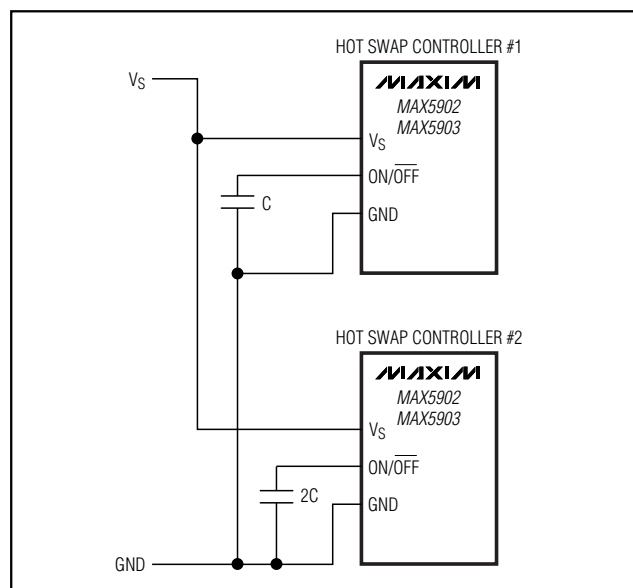 HOT SWAP CONTROLLER #1
VS
MAXIM
MAX5902
MAX5903
VS
ON/OFF
C
GND
HOT SWAP CONTROLLER #2
MAXIM
MAX5902
MAX5903
VS
ON/OFF
2C
GND
GND